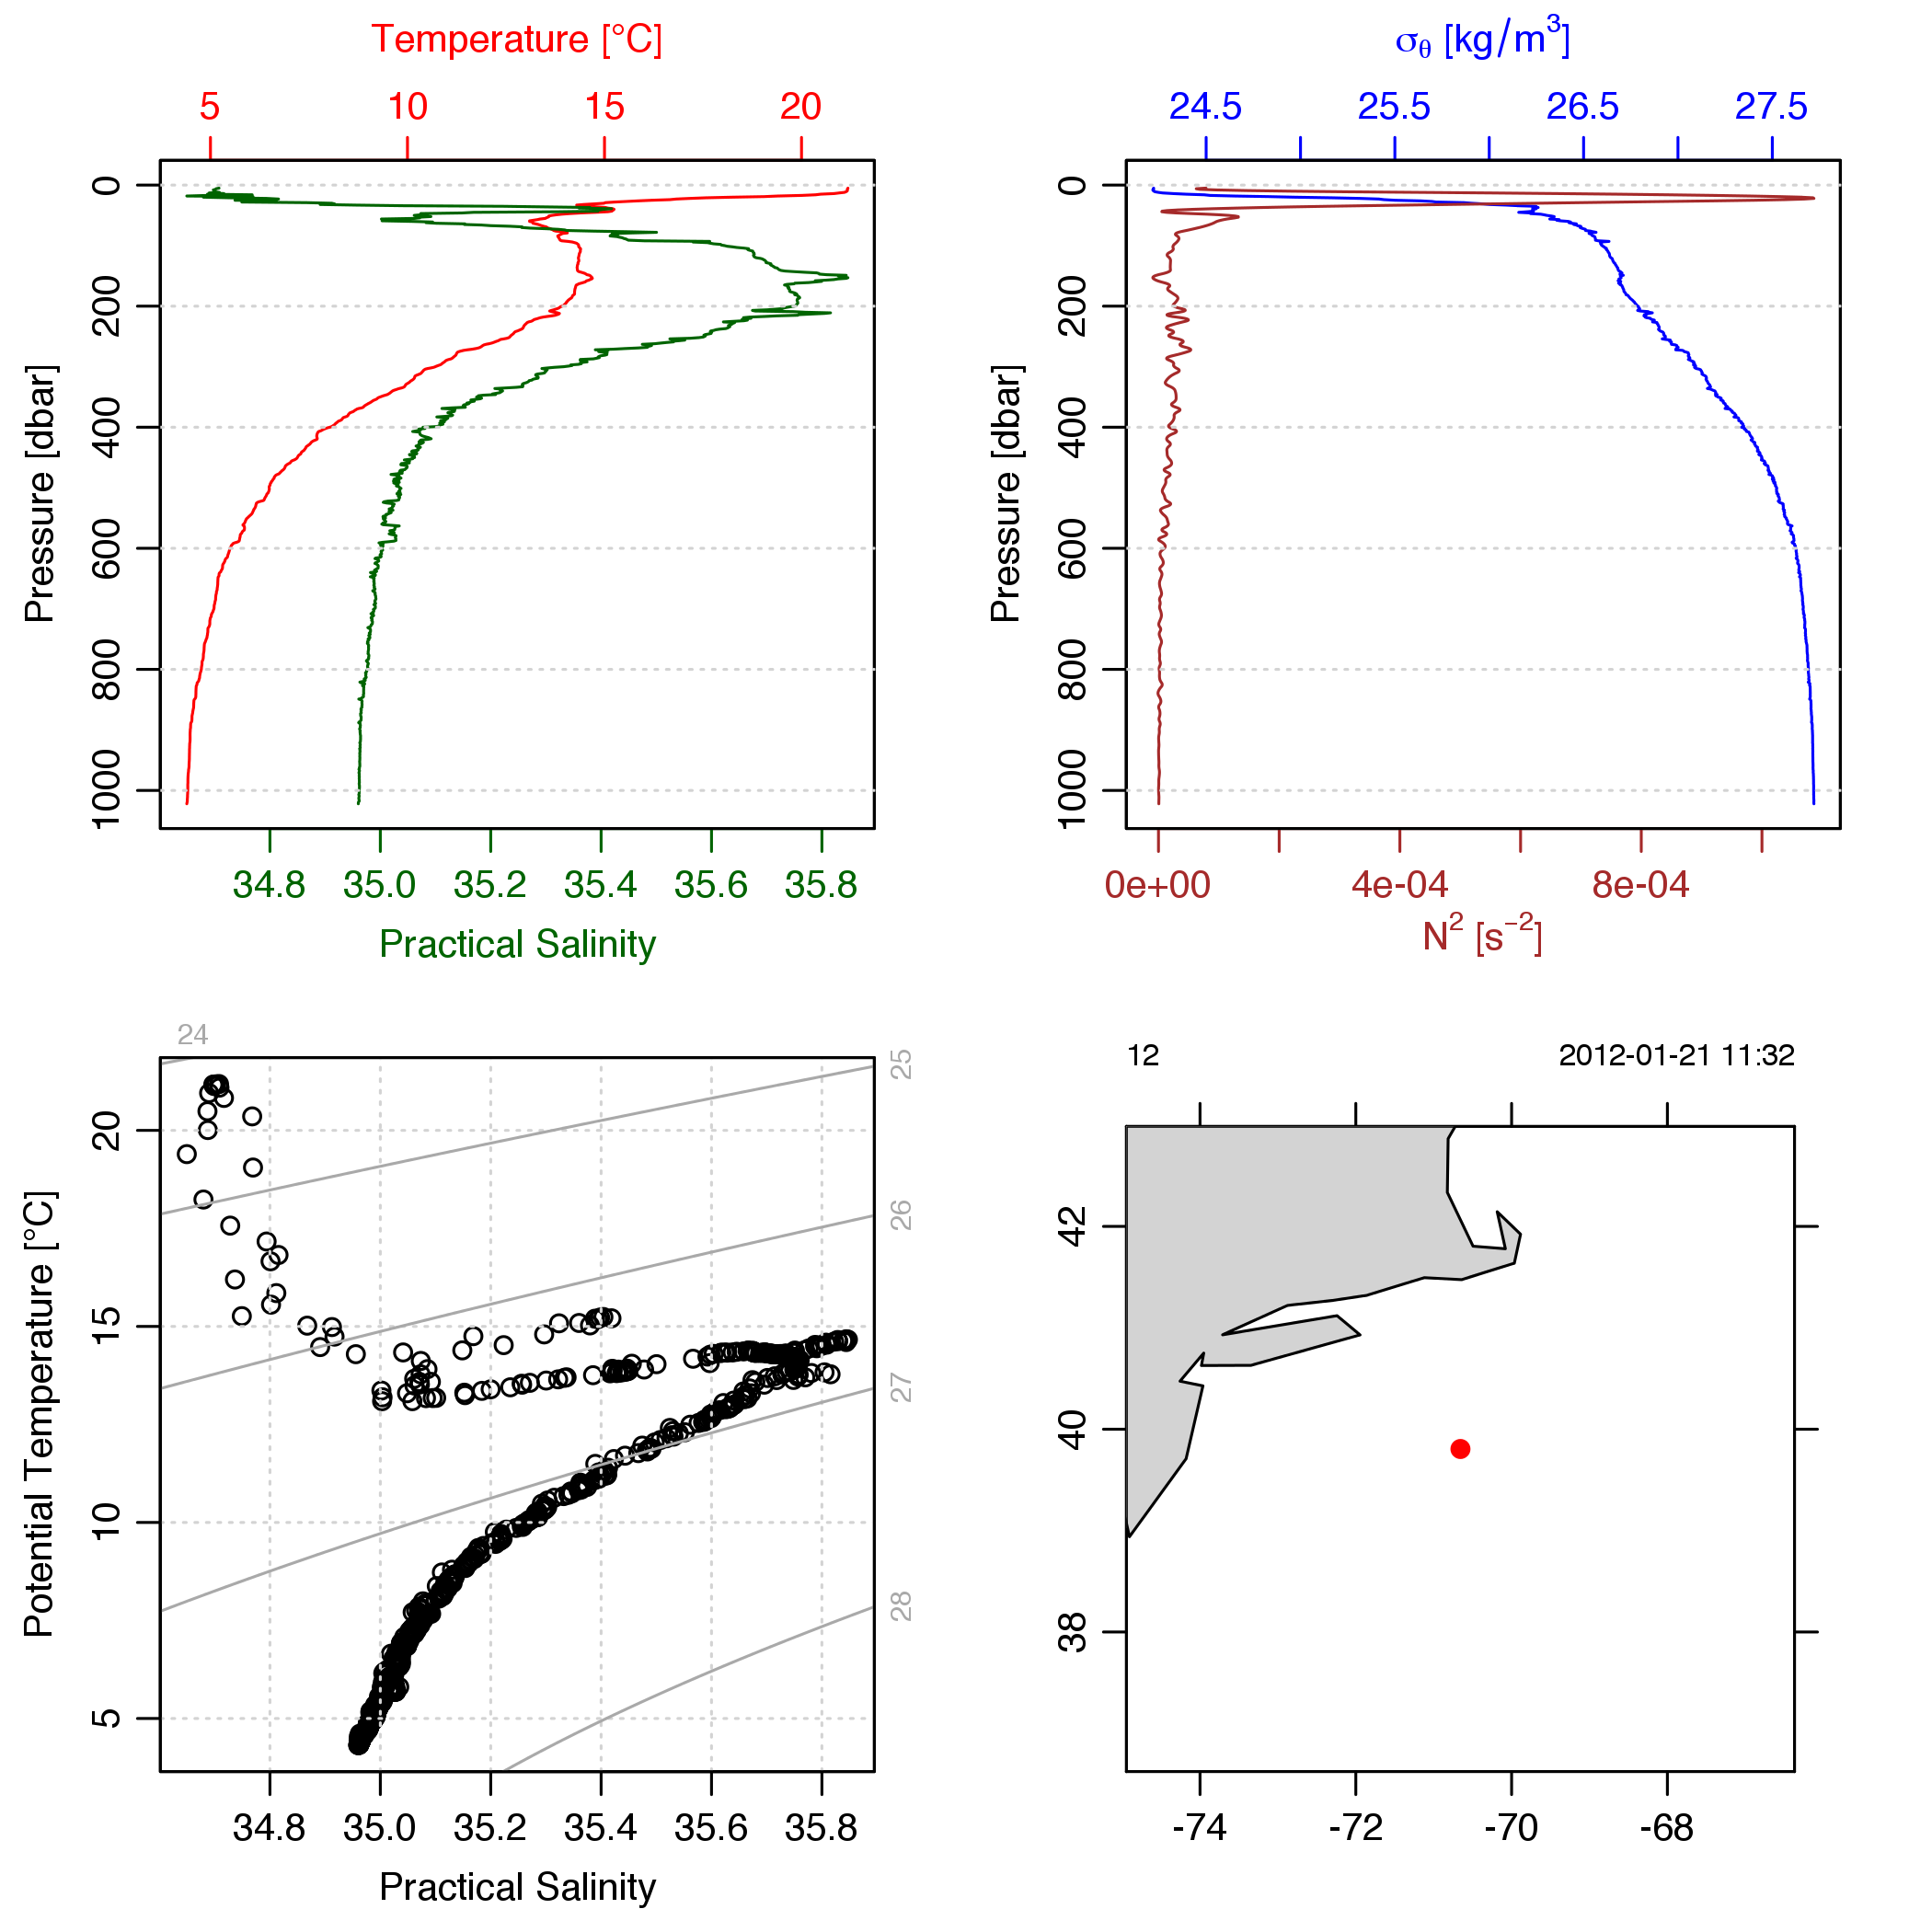 Temperature [°C]
5 10 15 20
Pressure [dbar]
0
200
400
600
800
1000
34.8 35.0 35.2 35.4 35.6 35.8
Practical Salinity
σθ [kg/m³]
24.5 25.5 26.5 27.5
Pressure [dbar]
0
200
400
600
800
1000
0e+00 4e-04 8e-04
N² [s⁻²]
24
25
26
27
28
Potential Temperature [°C]
20
15
10
5
34.8 35.0 35.2 35.4 35.6 35.8
Practical Salinity
12 2012-01-21 11:32
42
40
38
-74 -72 -70 -68